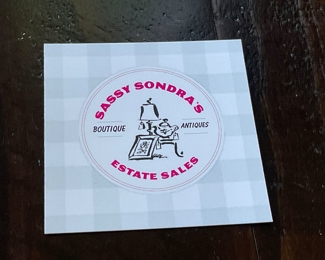 SASSY SONDRA'S
BOUTIQUE ANTIQUES
ESTATE SALES